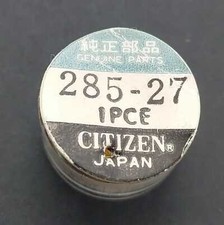 純正部品
GENUINE PARTS
285-27
1PCE
CITIZEN®
JAPAN